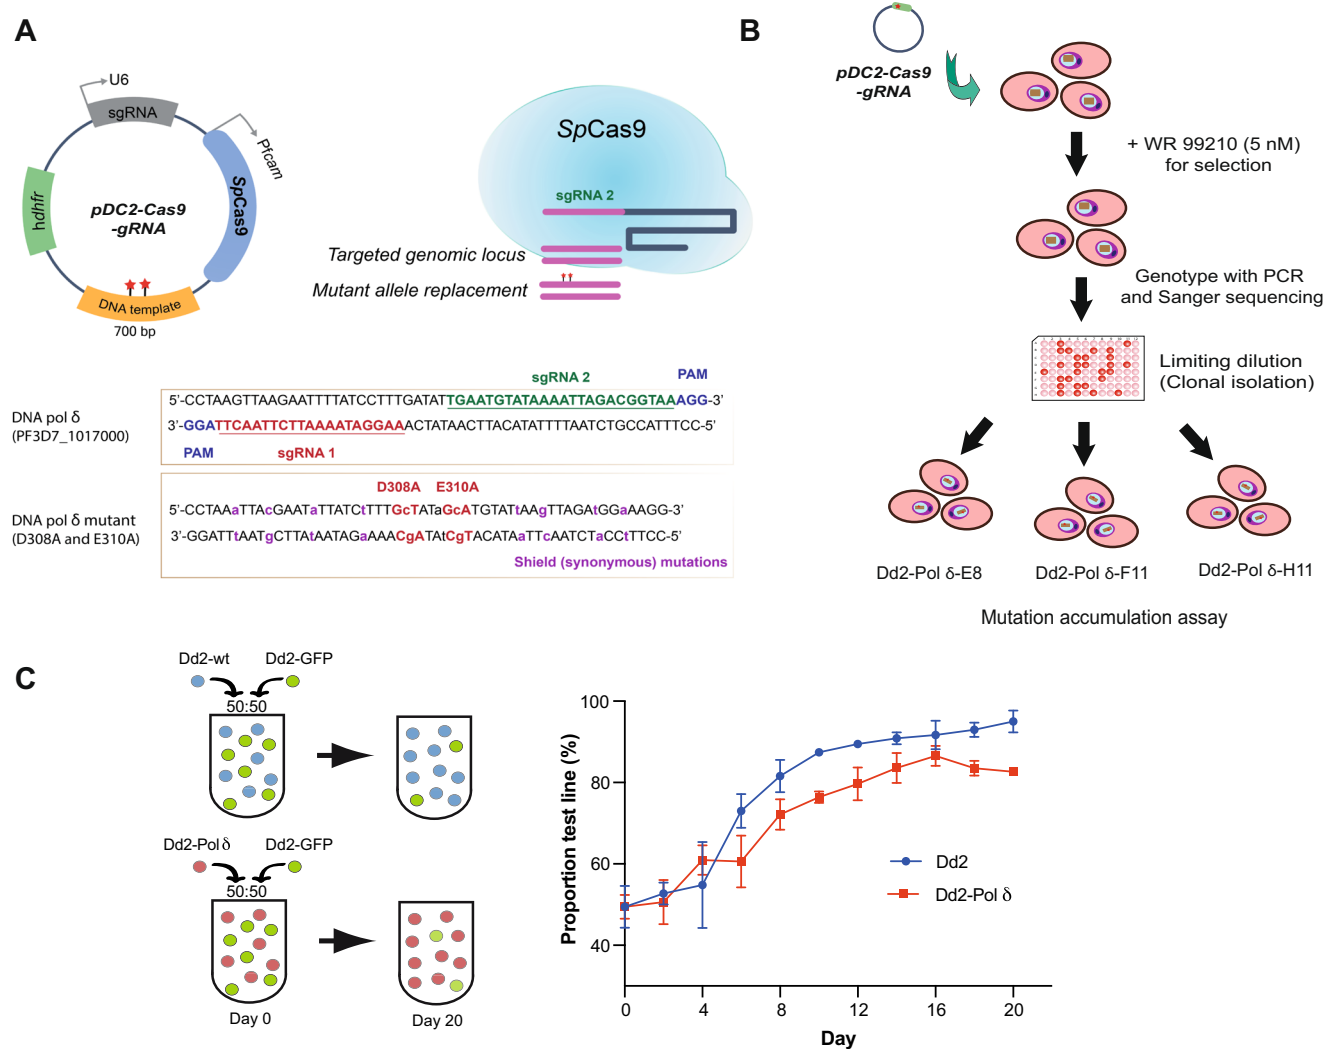 A
U6
sgRNA
Pfcam
SpCas9
hdhfr
pDC2-Cas9
-gRNA
DNA template
700 bp
SpCas9
sgRNA 2
Targeted genomic locus
Mutant allele replacement
sgRNA 2
PAM
DNA pol δ
(PF3D7_1017000)
5'-CCTAAGTTAAGAATTTTATCCTTTGATATTGAATGTATAAAATTAGACGGTAAAGG-3'
3'-GGATTCAATTCTTAAAATAGGAAACTATAACTTACATATTTTAATCTGCCATTTCC-5'
PAM
sgRNA 1
D308A E310A
DNA pol δ mutant
(D308A and E310A)
5'-CCTAAaTTAcGAATaTTATCtTTTGcTATaGcATGTATtAAgTTAGAtGGaAAGG-3'
3'-GGATTtAATgCTTAtAATAGaAAACgATAtCgTACATAaTTcAATCTaCCtTTCC-5'
Shield (synonymous) mutations
B
pDC2-Cas9
-gRNA
+ WR 99210 (5 nM)
for selection
Genotype with PCR
and Sanger sequencing
Limiting dilution
(Clonal isolation)
Dd2-Pol δ-E8
Dd2-Pol δ-F11
Dd2-Pol δ-H11
Mutation accumulation assay
C
Dd2-wt
Dd2-GFP
50:50
Dd2-Pol δ
Dd2-GFP
50:50
Day 0
Day 20
Proportion test line (%)
100
80
60
40
0
4
8
12
16
20
Day
Dd2
Dd2-Pol δ